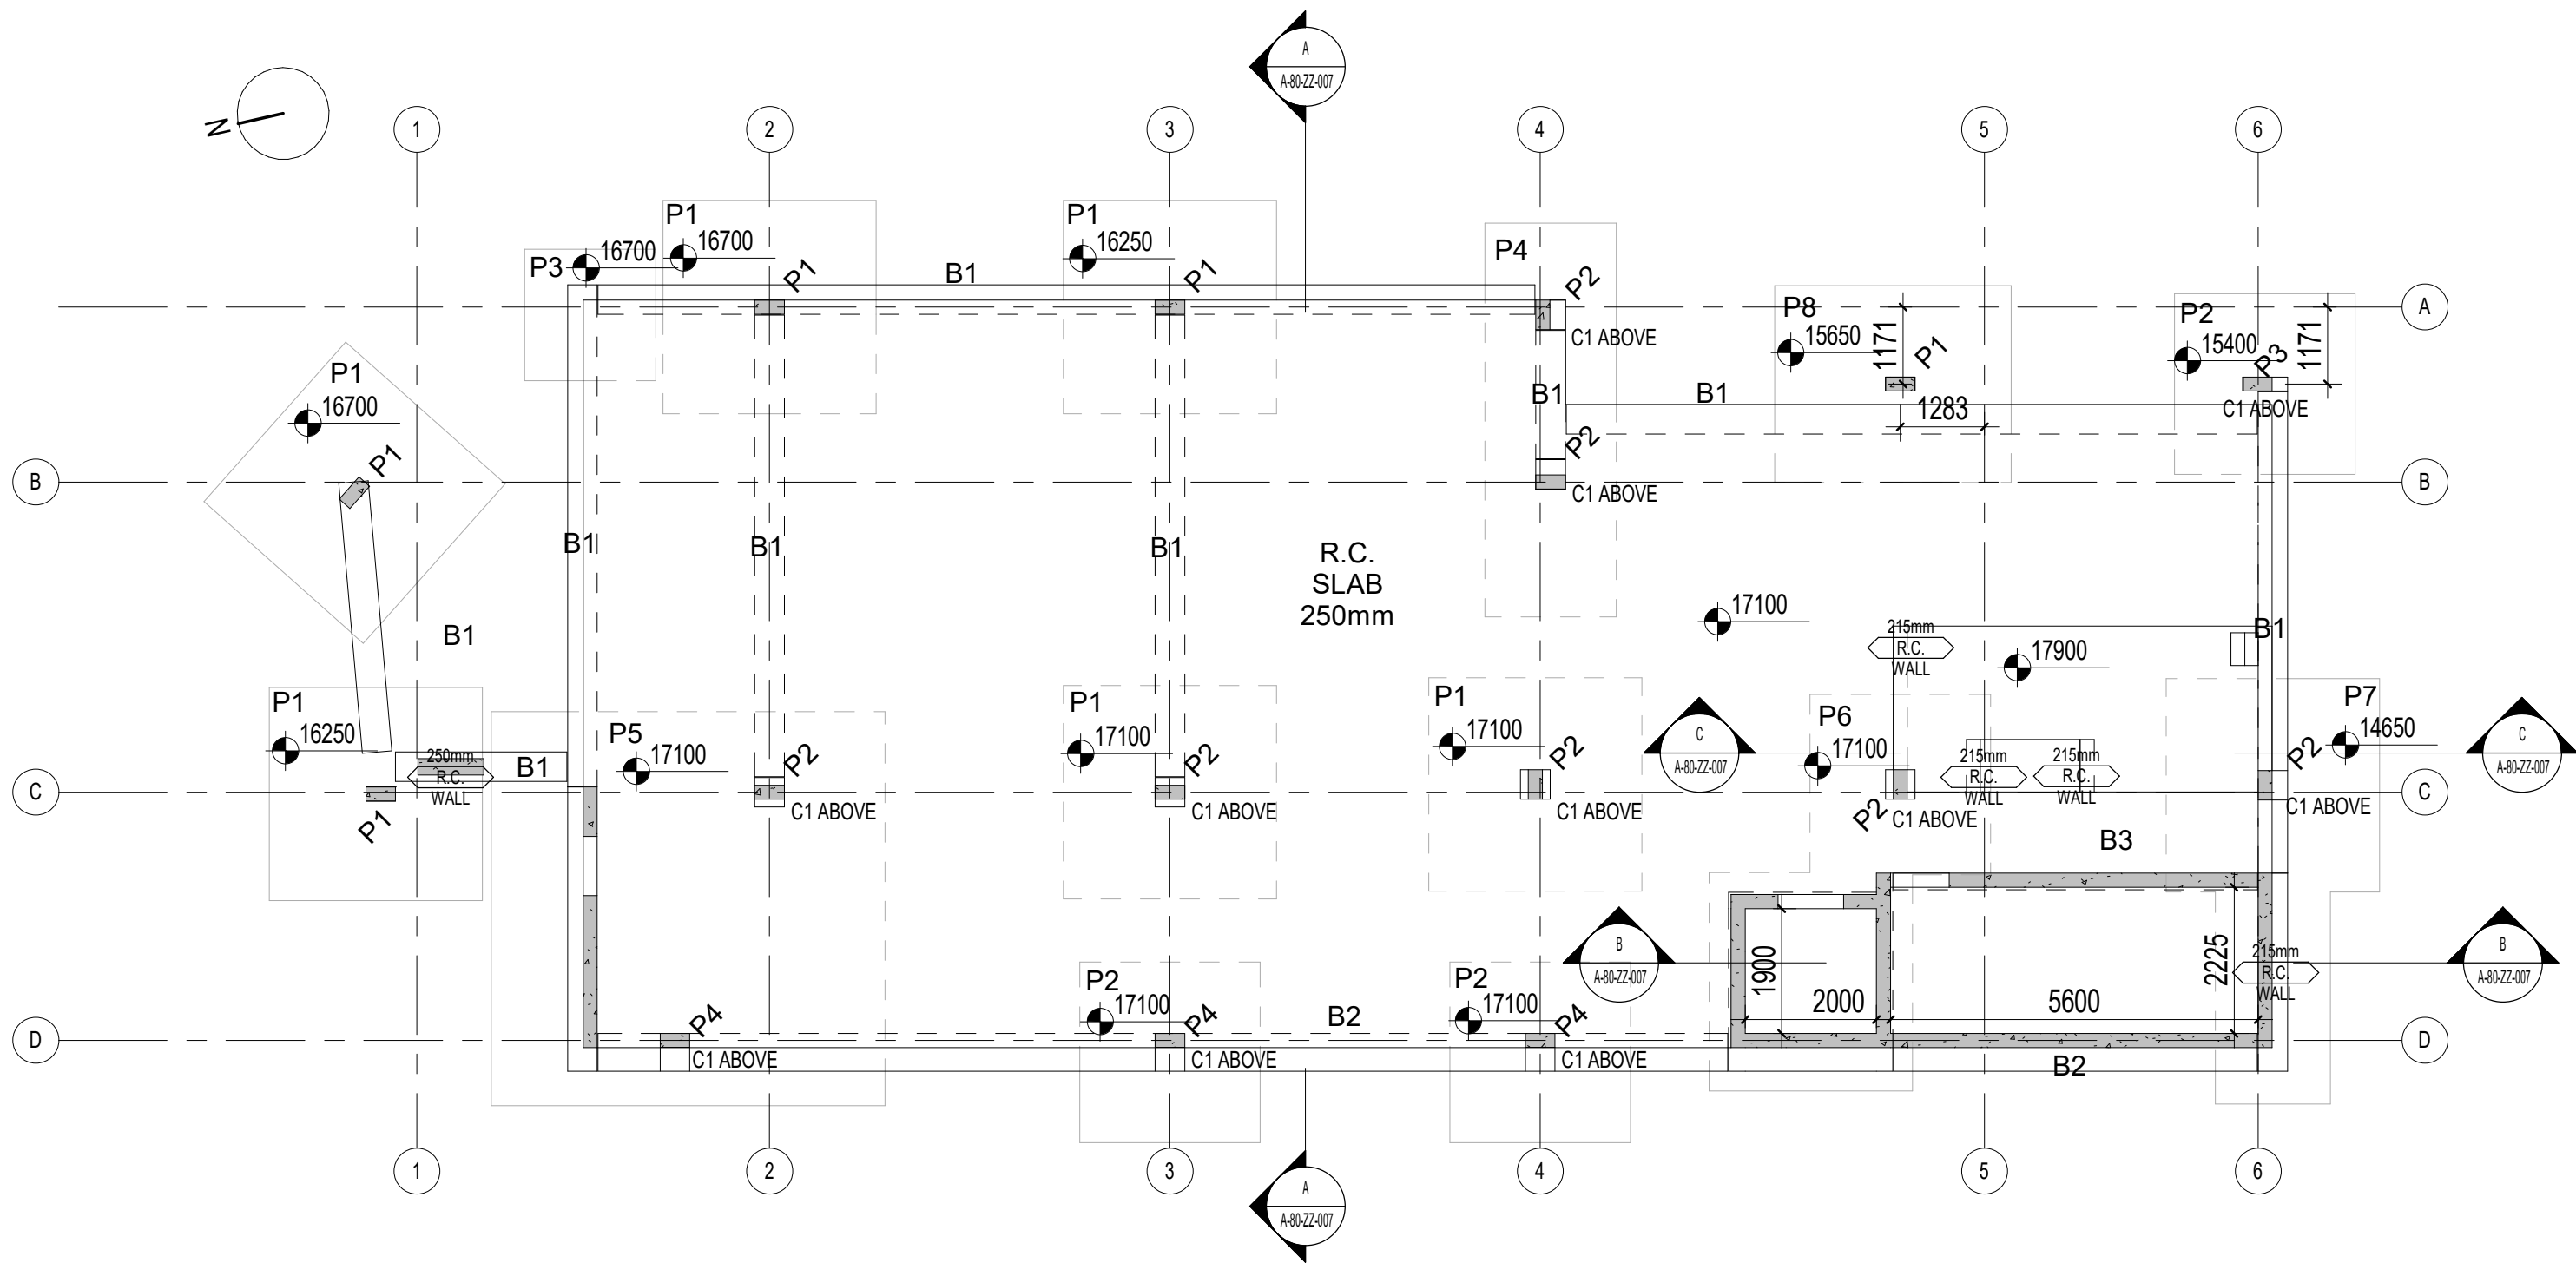 A
A-80-ZZ-007
N
1
2
3
4
5
6
P1
16700
P1
16250
P3
16700
P4
B1
P1
P1
P2
C1 ABOVE
P8
15650
1171
P1
P2
15400
P3
1171
A
C1 ABOVE
P1
16700
P1
B1
B1
1283
P2
B
C1 ABOVE
B
B1
B1
B1
R.C.
SLAB
250mm
17100
215mm
R.C.
WALL
B1
17900
B1
P1
16250
P5
17100
P1
17100
P1
17100
C
A-80-ZZ-007
P6
17100
P7
14650
C
A-80-ZZ-007
250mm
R.C.
WALL
B1
P2
P2
P2
215mm
R.C.
WALL
215mm
R.C.
WALL
P2
C
P1
C1 ABOVE
C1 ABOVE
C1 ABOVE
P2
C1 ABOVE
C1 ABOVE
C
B3
B
A-80-ZZ-007
1900
2000
5600
2225
215mm
R.C.
WALL
B
A-80-ZZ-007
P2
17100
P2
17100
B2
D
P4
P4
P4
D
C1 ABOVE
C1 ABOVE
C1 ABOVE
B2
1
2
3
4
5
6
A
A-80-ZZ-007